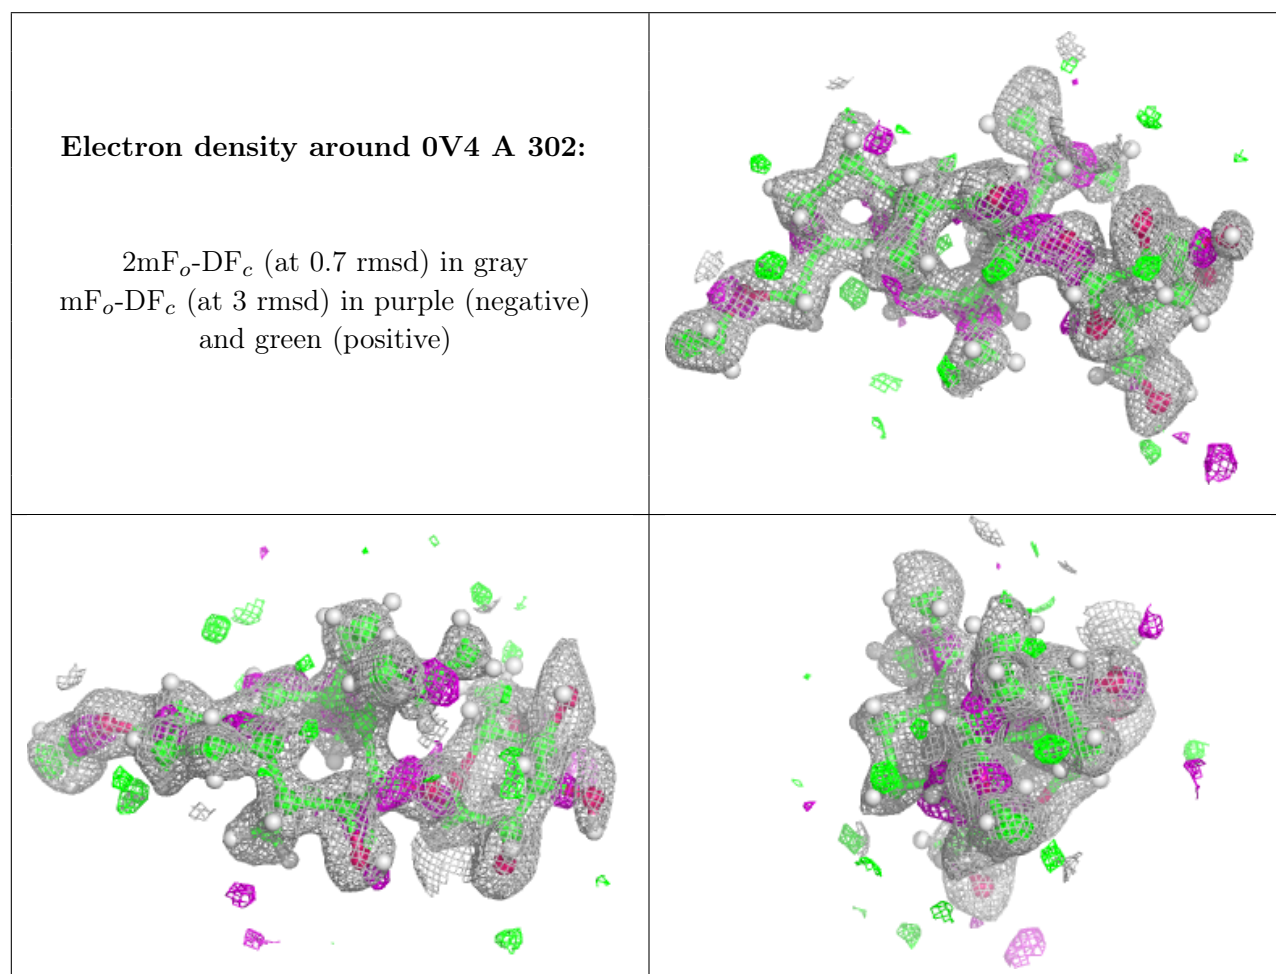 Electron density around 0V4 A 302:
2mFo-DFc (at 0.7 rmsd) in gray
mFo-DFc (at 3 rmsd) in purple (negative)
and green (positive)